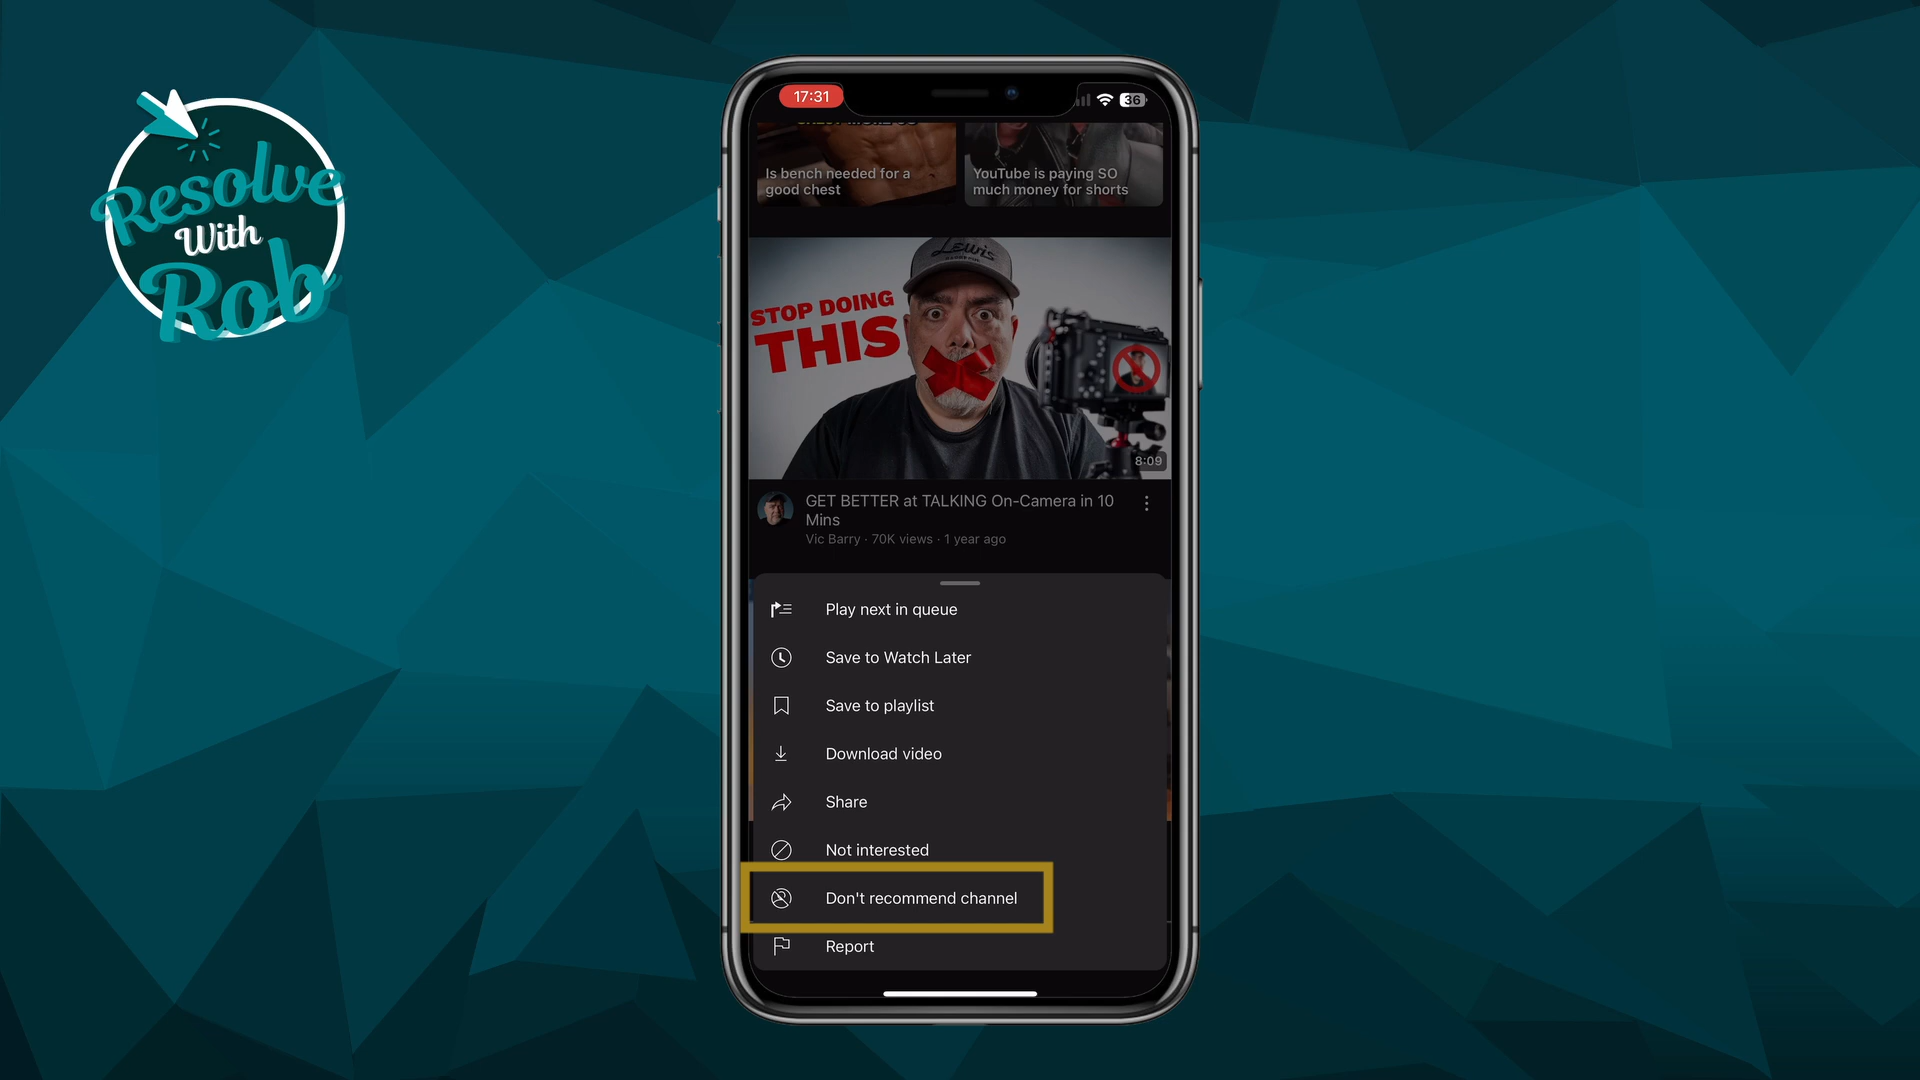 Resolve
With
Rob
17:31
36
Is bench needed for a
good chest
YouTube is paying SO
much money for shorts
Lewis
STOP DOING
THIS
8:09
GET BETTER at TALKING On-Camera in 10
Mins
Vic Barry · 70K views · 1 year ago
Play next in queue
Save to Watch Later
Save to playlist
Download video
Share
Not interested
Don't recommend channel
Report